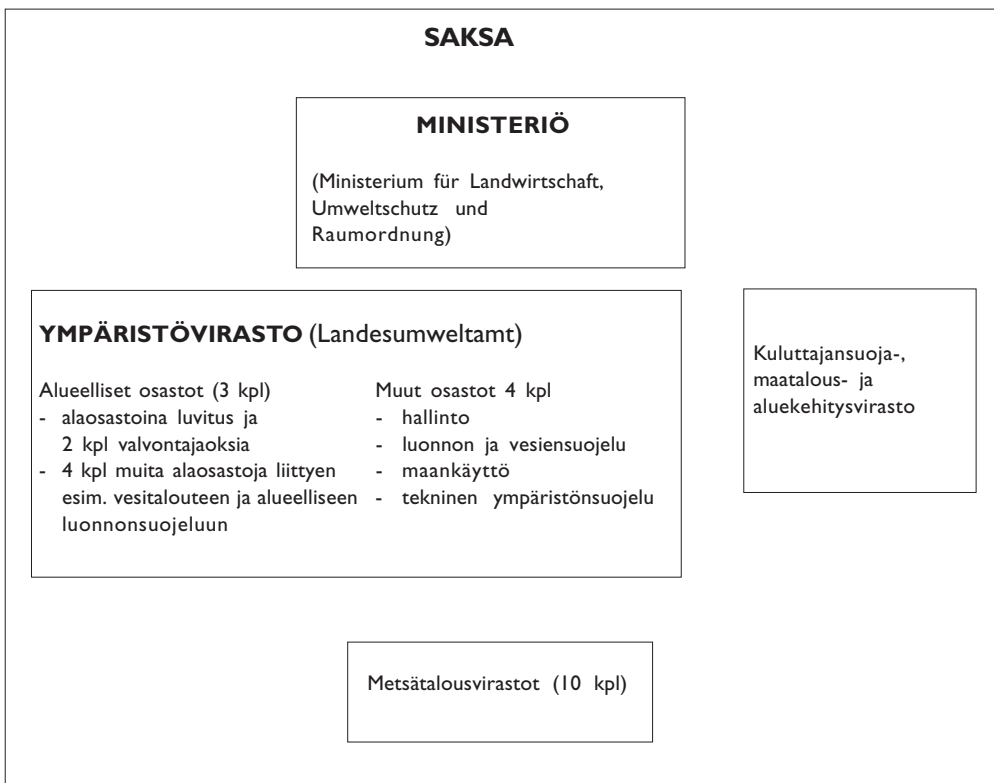 SAKSA
MINISTERIÖ
(Ministerium für Landwirtschaft,
Umweltschutz und
Raumordnung)
YMPÄRISTÖVIRASTO (Landesumweltamt)
Alueelliset osastot (3 kpl)
- alaosastoina luvitus ja
2 kpl valvontajaoksia
- 4 kpl muita alaosastoja liittyen
esim. vesitalouteen ja alueelliseen
luonnonsuojeluun
Muut osastot 4 kpl
- hallinto
- luonnon ja vesiensuojelu
- maankäyttö
- tekninen ympäristönsuojelu
Kuluttajansuoja-,
maatalous- ja
aluekehitysvirasto
Metsätalousvirastot (10 kpl)